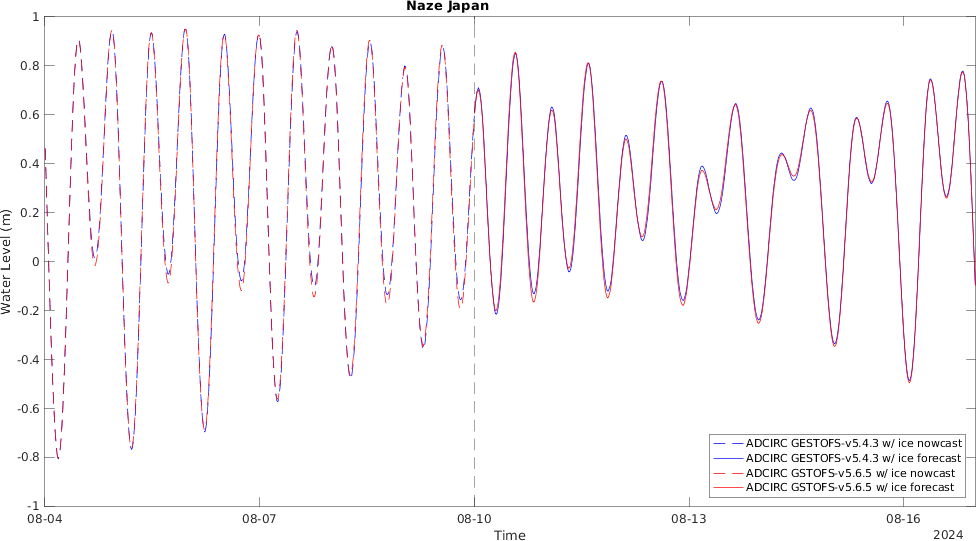 Naze Japan
1
0.8
0.6
0.4
0.2
0
-0.2
-0.4
-0.6
-0.8
-1
Water Level (m)
ADCIRC GESTOFS-v5.4.3 w/ ice nowcast
ADCIRC GESTOFS-v5.4.3 w/ ice forecast
ADCIRC GSTOFS-v5.6.5 w/ ice nowcast
ADCIRC GSTOFS-v5.6.5 w/ ice forecast
08-04 08-07 08-10 08-13 08-16
Time
2024